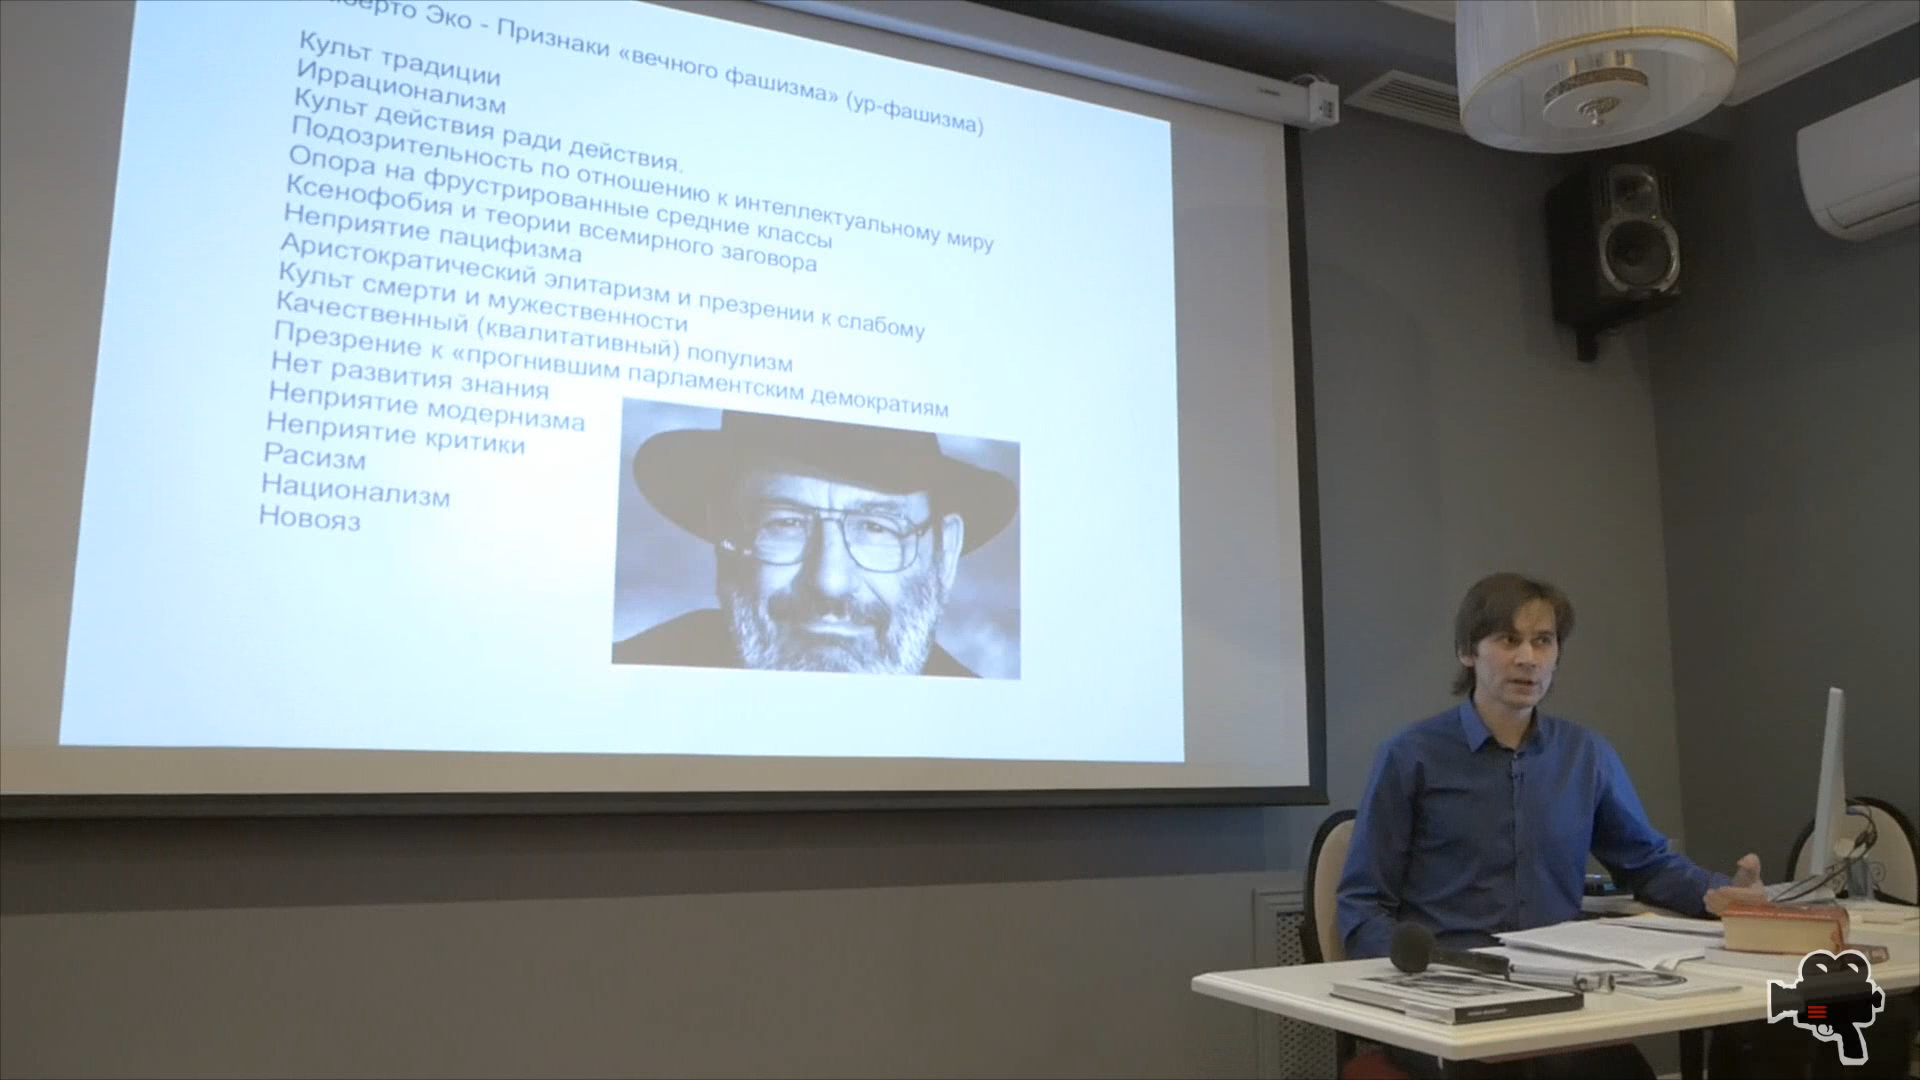 Эко - Признаки «вечного фашизма» (ур-фашизма)
Культ традиции
Иррационализм
Культ действия ради действия.
Подозрительность по отношению к интеллектуальному миру
Опора на фрустрированные средние классы
Ксенофобия и теории всемирного заговора
Неприятие пацифизма
Аристократический элитаризм и презрении к слабому
Культ смерти и мужественности
Качественный (квалитативный) популизм
Презрение к «прогнившим парламентским демократиям
Нет развития знания
Неприятие модернизма
Неприятие критики
Расизм
Национализм
Новояз